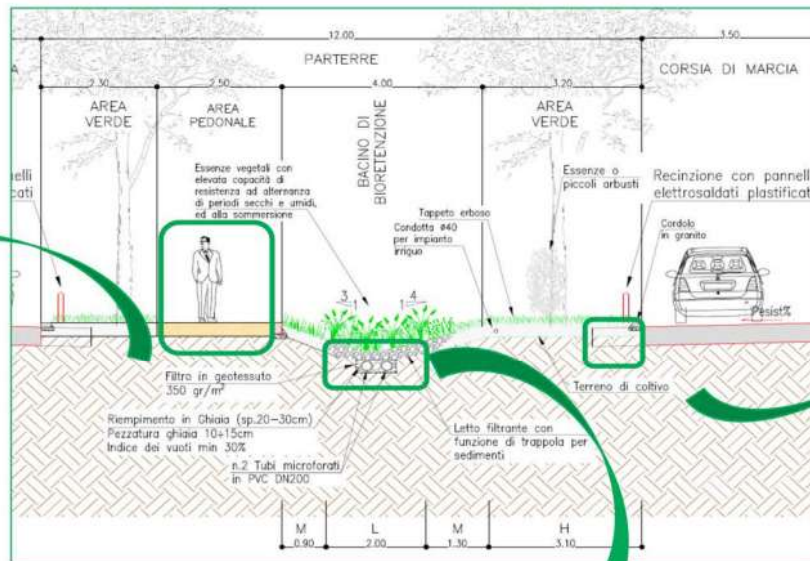 12.00
3.50
A
PARTERRE
CORSIA DI MARCIA
2.30
2.50
4.00
3.20
AREA
VERDE
AREA
PEDONALE
BACINO DI
BIORETENZIONE
AREA
VERDE
Essenze vegetali con
elevata capacità di
resistenza ad alternanza
di periodi secchi e umidi,
ed alla sommersione
Essenze o
piccoli arbusti
nelli
cati
Recinzione con pannell
elettrosaldati plastificat
Tappeto erboso
Condotta ø40
per impianto
irriguo
Cordolo
in granito
3
1
1
4
Pesist%
Filtro in geotessuto
350 gr/m²
Terreno di coltivo
Riempimento in Ghiaia (sp.20-30cm)
Pezzatura ghiaia 10÷15cm
Indice dei vuoti min 30%
Letto filtrante con
funzione di trappola per
sedimenti
n.2 Tubi microforati
in PVC DN200
M
L
M
H
0.90
2.00
1.30
3.10